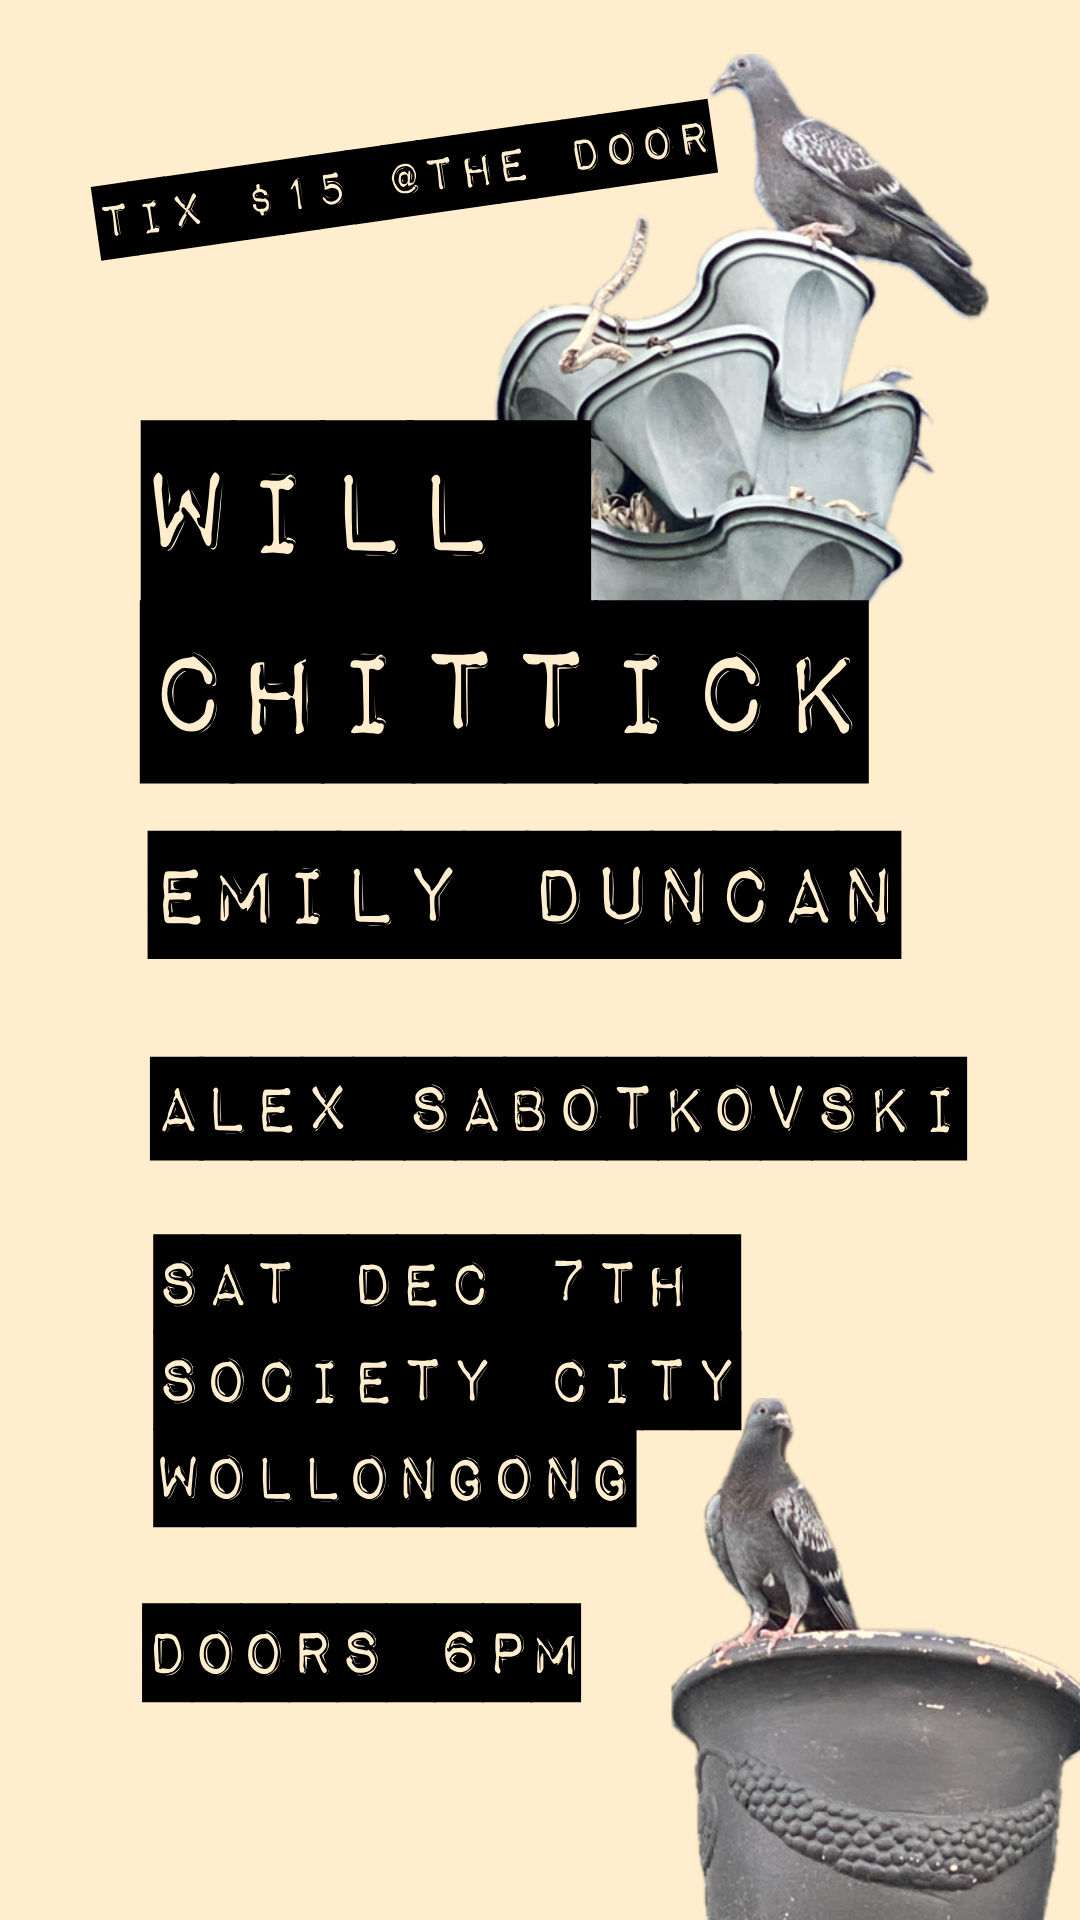 TIX $15 @THE DOOR
WILL
CHITTICK
EMILY DUNCAN
ALEX SABOTKOVSKI
SAT DEC 7TH
SOCIETY CITY
WOLLONGONG
DOORS 6PM